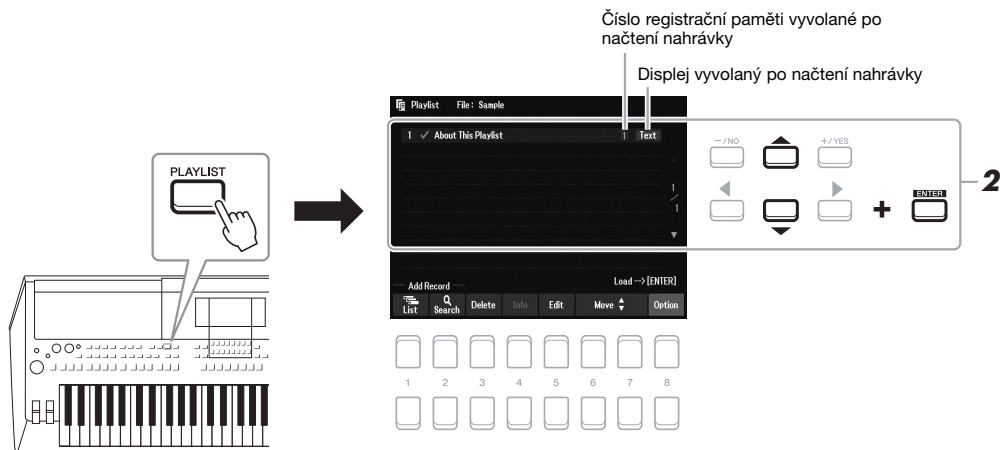 Číslo registrační paměti vyvolané po
načtení nahrávky
Displej vyvolaný po načtení nahrávky
Playlist File: Sample
1 ✓ About This Playlist 1 Text
1/1
Load-->[ENTER]
Add Record
List Search Delete Info Edit Move Option
1 2 3 4 5 6 7 8
PLAYLIST
–/NO +/YES
ENTER
+
2